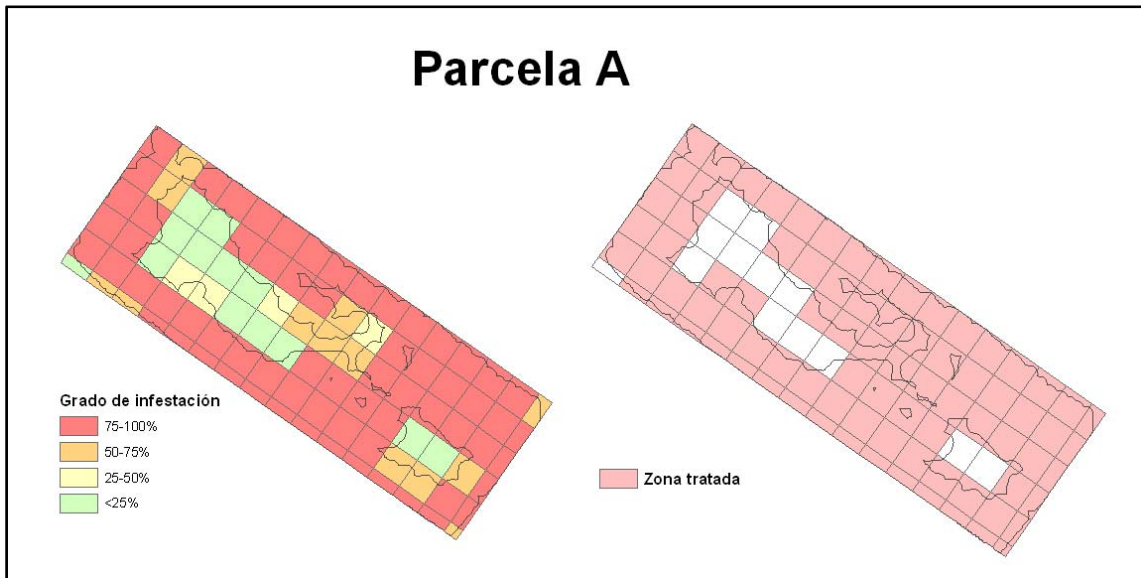 Parcela A
Grado de infestación
75-100%
50-75%
25-50%
<25%
Zona tratada